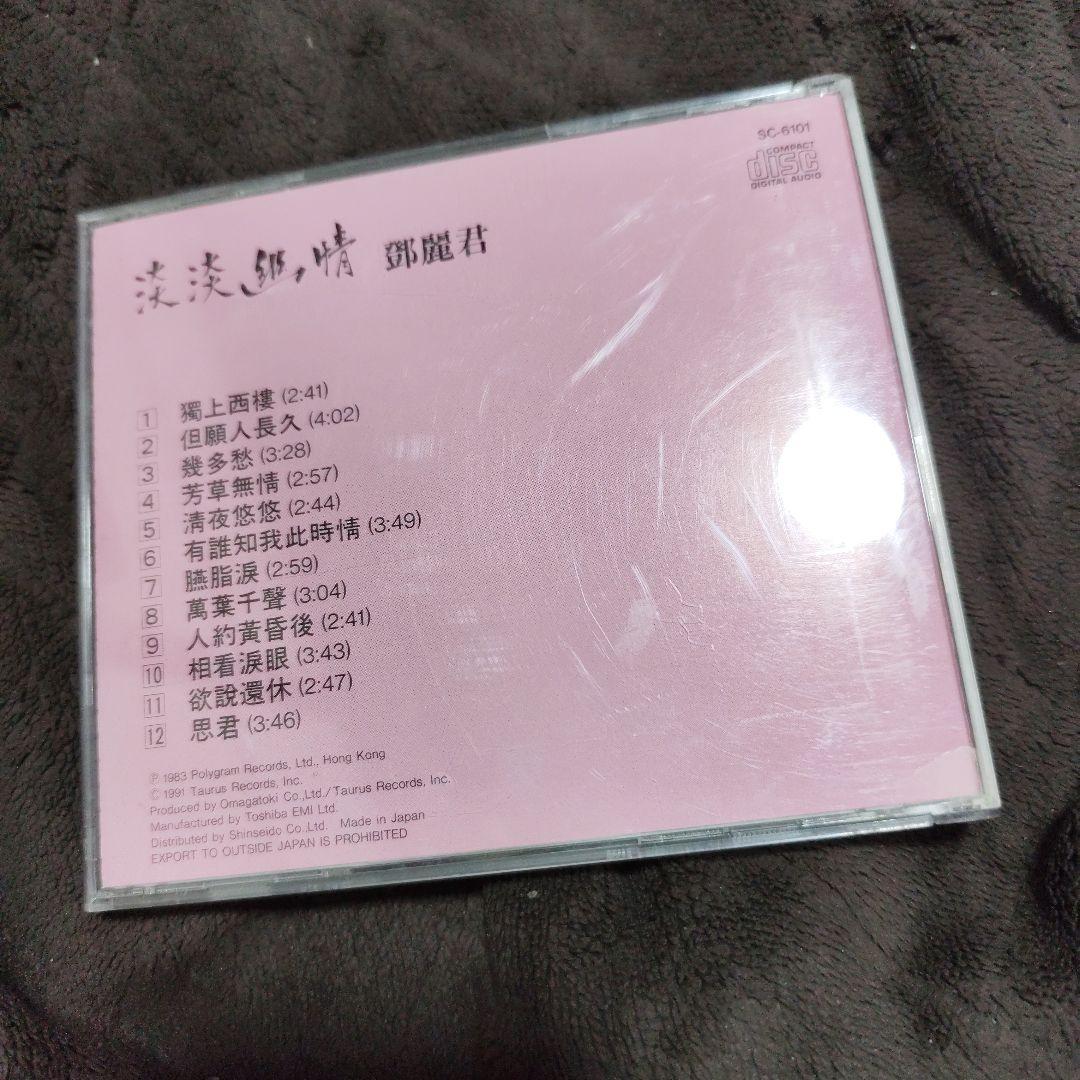 SC-6101
COMPACT
disc
DIGITAL AUDIO
淡淡幽情 鄧麗君
1 獨上西樓 (2:41)
2 但願人長久 (4:02)
3 幾多愁 (3:28)
4 芳草無情 (2:57)
5 清夜悠悠 (2:44)
6 有誰知我此時情 (3:49)
7 臙脂淚 (2:59)
8 萬葉千聲 (3:04)
9 人約黃昏後 (2:41)
10 相看淚眼 (3:43)
11 欲說還休 (2:47)
12 思君 (3:46)
Ⓟ 1983 Polygram Records, Ltd., Hong Kong
© 1991 Taurus Records, Inc.
Produced by Omagatoki Co.,Ltd./Taurus Records, Inc.
Manufactured by Toshiba EMI Ltd.
Distributed by Shinseido Co.,Ltd. Made in Japan
EXPORT TO OUTSIDE JAPAN IS PROHIBITED